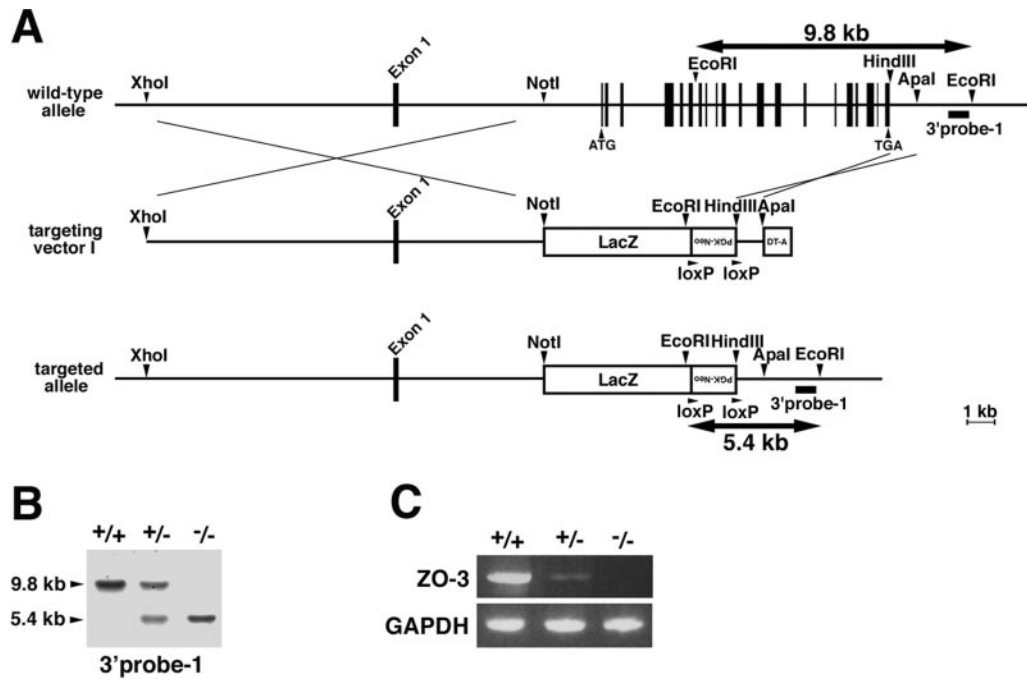 A
9.8 kb
wild-type allele
XhoI
Exon 1
NotI
EcoRI
HindIII
ApaI
EcoRI
ATG
TGA
3'probe-1
targeting vector I
XhoI
Exon 1
NotI
EcoRI
HindIII
ApaI
LacZ
PGK-Neo
DT-A
loxP
loxP
targeted allele
XhoI
Exon 1
NotI
EcoRI
HindIII
ApaI
EcoRI
LacZ
PGK-Neo
loxP
loxP
3'probe-1
5.4 kb
1 kb
B
+/+ +/- -/-
9.8 kb
5.4 kb
3'probe-1
C
+/+ +/- -/-
ZO-3
GAPDH